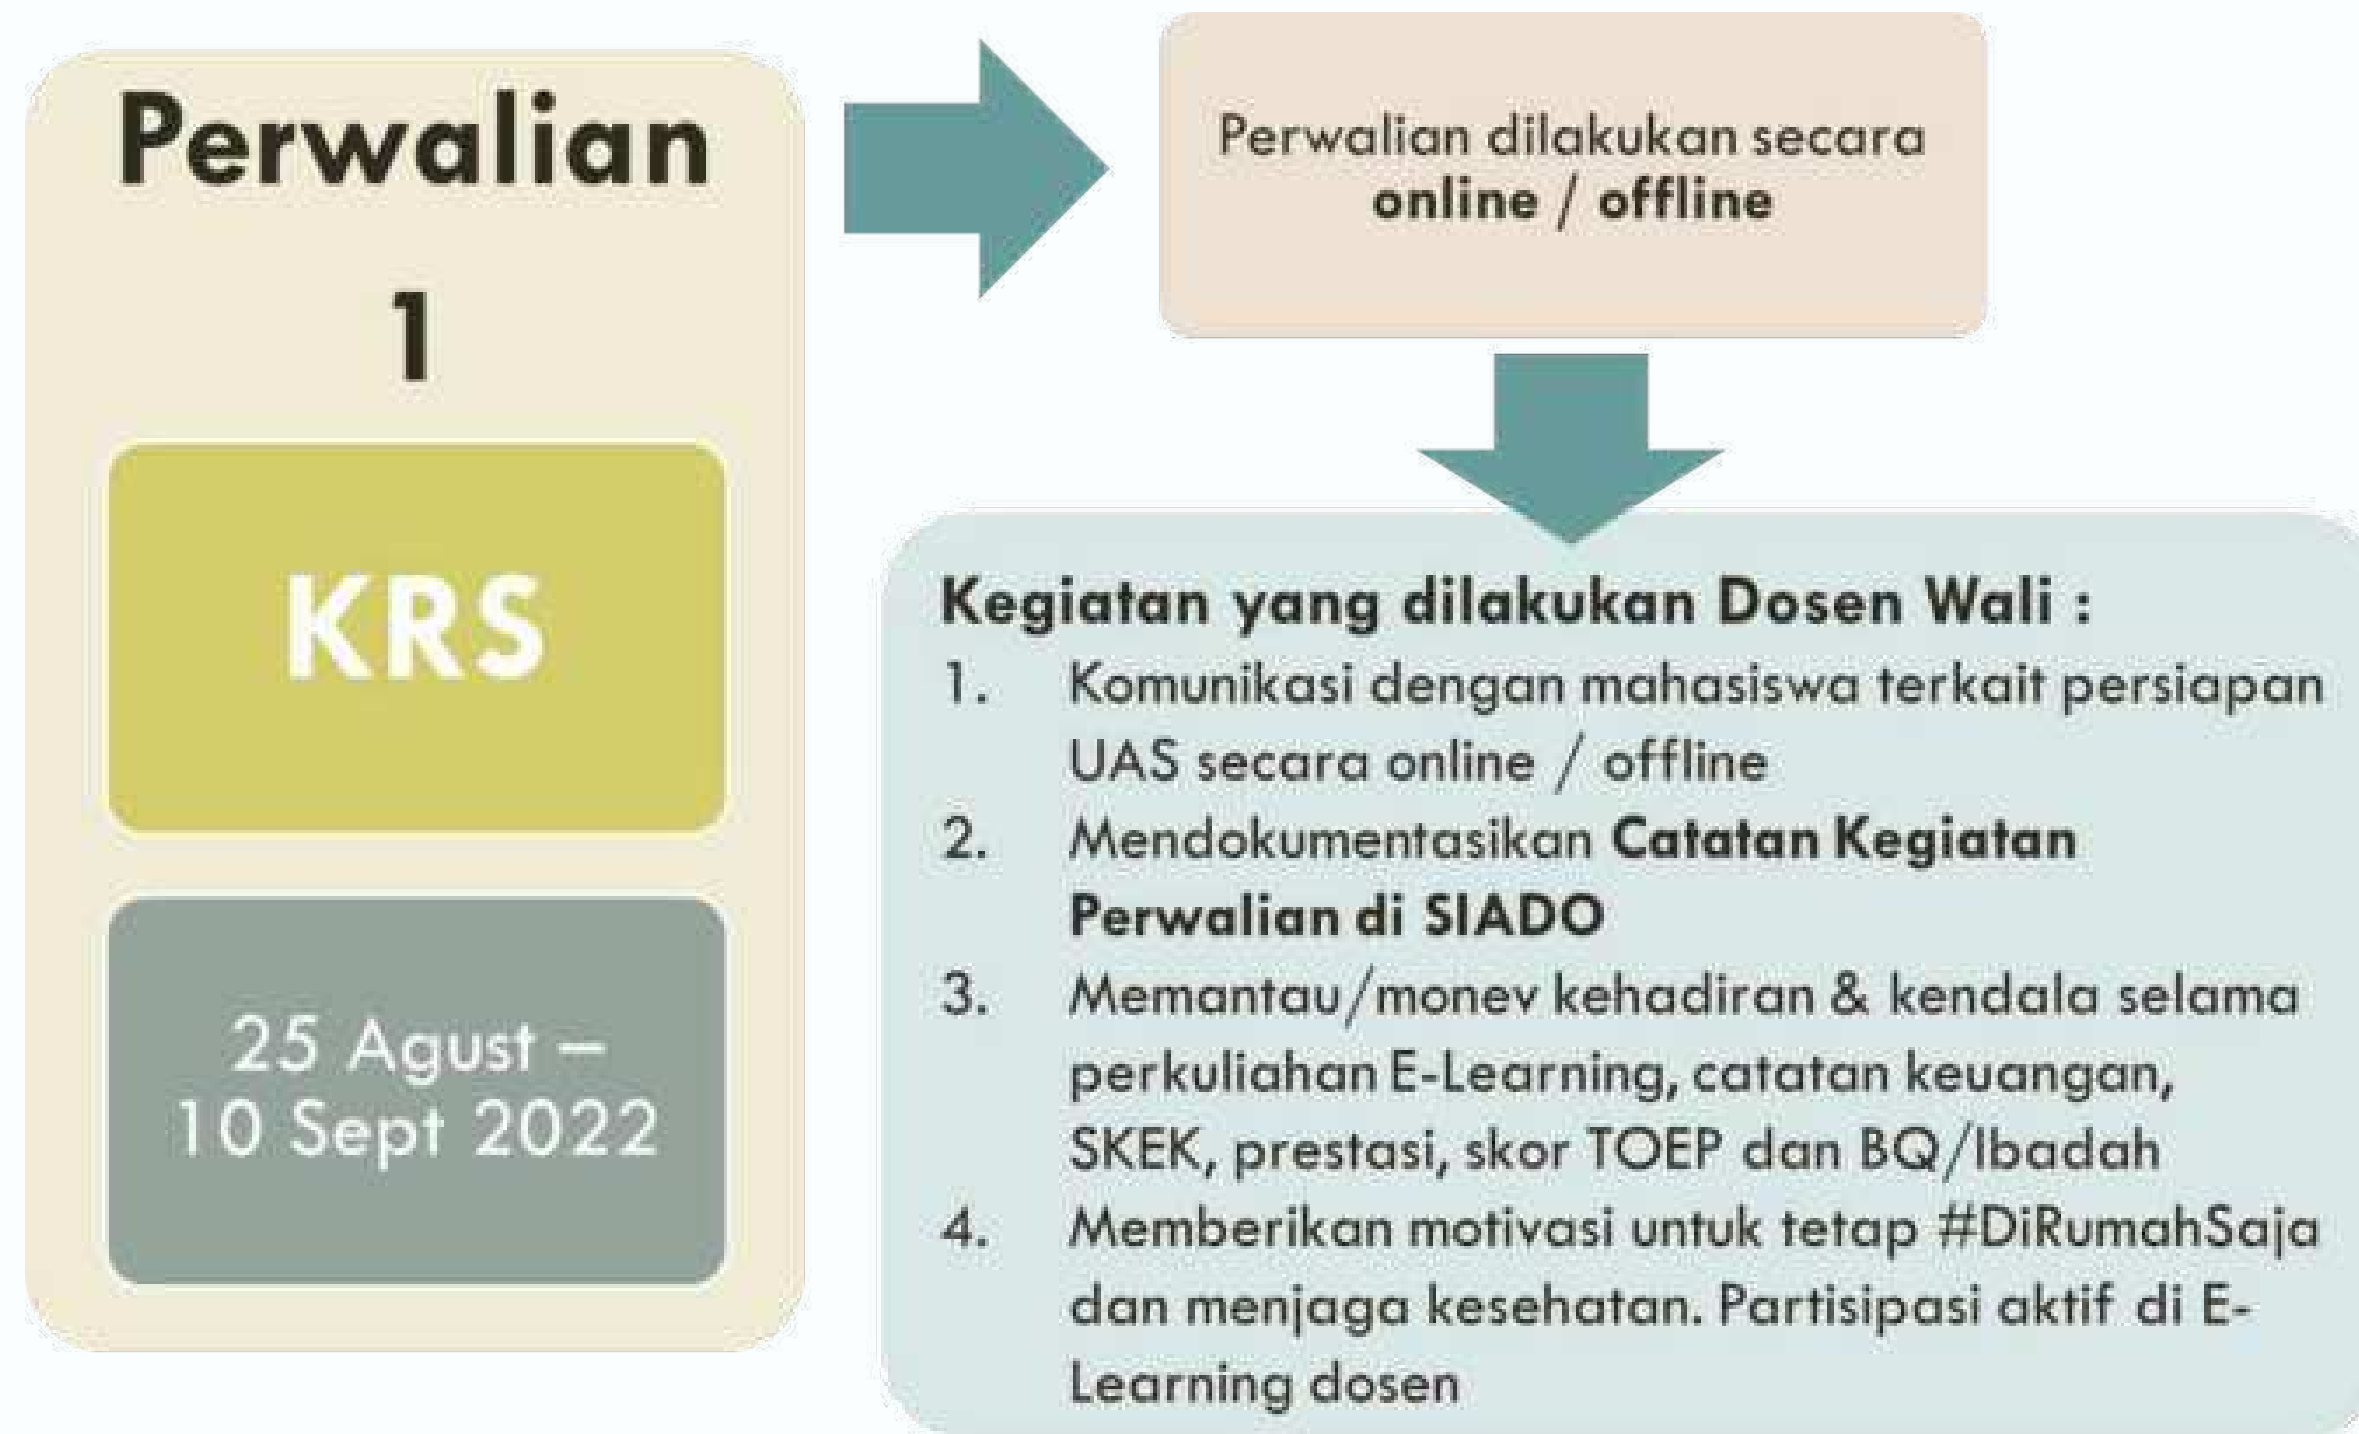 Perwalian
1
KRS
25 Agust –
10 Sept 2022
Perwalian dilakukan secara
online / offline
Kegiatan yang dilakukan Dosen Wali :
1. Komunikasi dengan mahasiswa terkait persiapan
UAS secara online / offline
2. Mendokumentasikan Catatan Kegiatan
Perwalian di SIADO
3. Memantau/monev kehadiran & kendala selama
perkuliahan E-Learning, catatan keuangan,
SKEK, prestasi, skor TOEP dan BQ/Ibadah
4. Memberikan motivasi untuk tetap #DiRumahSaja
dan menjaga kesehatan. Partisipasi aktif di E-
Learning dosen